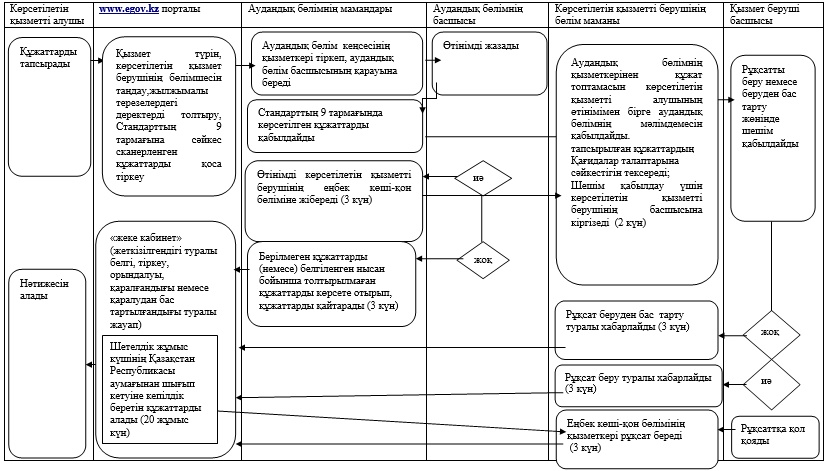 Көрсетілетін
қызметті алушы
www.egov.kz порталы
Аудандық бөлімнің мамандары
Аудандық бөлімнің
басшысы
Көрсетілетін қызметті берушінің
бөлім маманы
Қызмет беруші
басшысы
Құжаттарды
тапсырады
Қызмет түрін,
көрсетілетін қызмет
берушінің бөлімшесін
таңдау,жылжымалы
терезелердегі
деректерді толтыру,
Стандарттың 9
тармағына сәйкес
сканерленген
құжаттарды қоса
тіркеу
Аудандық бөлім кеңсесінің
қызметкері тіркеп, аудандық
бөлім басшысының қарауына
береді
Өтінімді жазады
Стандарттың 9 тармағында
көрсетілген құжаттарды
қабылдайды
Өтінімді көрсетілетін қызметті
берушінің еңбек көші-қон
бөліміне жібереді (3 күн)
иә
жоқ
Берілмеген құжаттарды
(немесе) белгіленген нысан
бойынша толтырылмаған
құжаттарды көрсете отырып,
құжаттарды қайтарады (3 күн)
Аудандық бөлімнің
қызметкерінен құжат
топтамасын көрсетілетін
қызметті алушының
өтінімімен бірге аудандық
бөлімнің мәлімдемесін
қабылдайды.
тапсырылған құжаттардың
Қағидалар талаптарына
сәйкестігін тексереді;
Шешім қабылдау үшін
көрсетілетін қызметті
берушінің басшысына
кіргізеді (2 күн)
Рұқсатты
беру немесе
беруден бас
тарту
жөнінде
шешім
қабылдайды
«жеке кабинет»
(жеткізілгендігі туралы
белгі, тіркеу,
орындалуы,
қаралғандығы немесе
қаралудан бас
тартылғандығы туралы
жауап)
Нәтижесін
алады
Шетелдік жұмыс
күшінің Қазақстан
Республикасы
аумағынан шығып
кетуіне кепілдік
беретін құжаттарды
алады (20 жұмыс
күн)
Рұқсат беруден бас тарту
туралы хабарлайды (3 күн)
жоқ
Рұқсат беру туралы хабарлайды
(3 күн)
иә
Еңбек көші-қон бөлімінің
қызметкері рұқсат береді
(3 күн)
Рұқсатқа қол
қояды